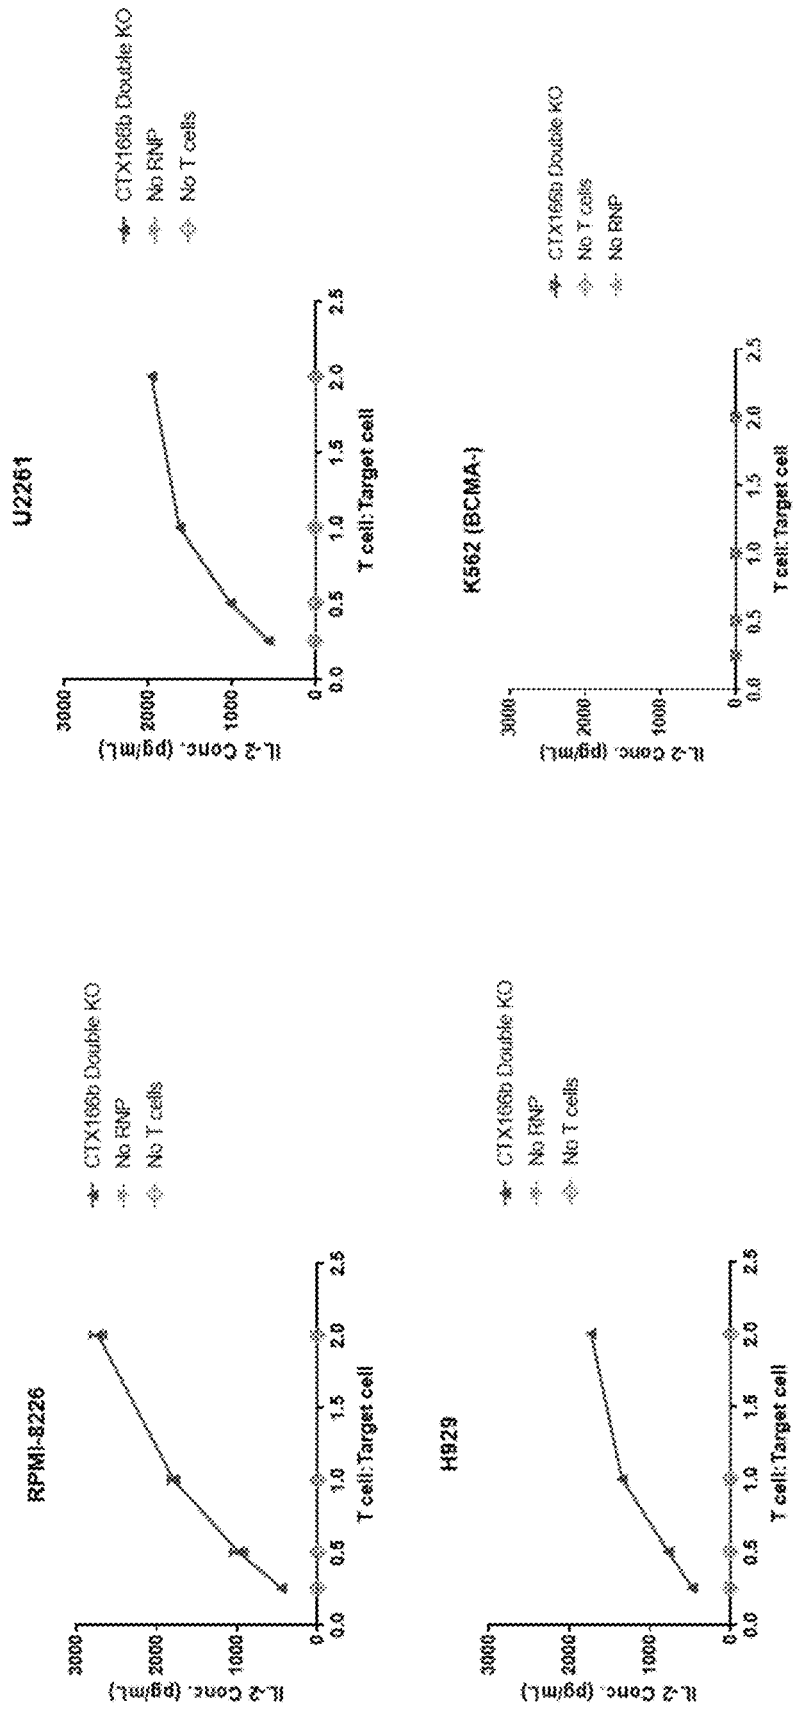 RPMI-8226
IL-2 Conc. (pg/mL)
3000
2000
1000
0
0.0
0.5
1.0
1.5
2.0
2.5
T cell:Target cell
CTX166b Double KO
No RNP
No T cells
U2261
IL-2 Conc. (pg/mL)
3000
2000
1000
0
0.0
0.5
1.0
1.5
2.0
2.5
T cell:Target cell
CTX166b Double KO
No RNP
No T cells
H929
IL-2 Conc. (pg/mL)
3000
2000
1000
0
0.0
0.5
1.0
1.5
2.0
2.5
T cell:Target cell
CTX166b Double KO
No RNP
No T cells
K562 (BCMA-)
IL-2 Conc. (pg/mL)
3000
2000
1000
0
0.0
0.5
1.0
1.5
2.0
2.5
T cell:Target cell
CTX166b Double KO
No T cells
No RNP